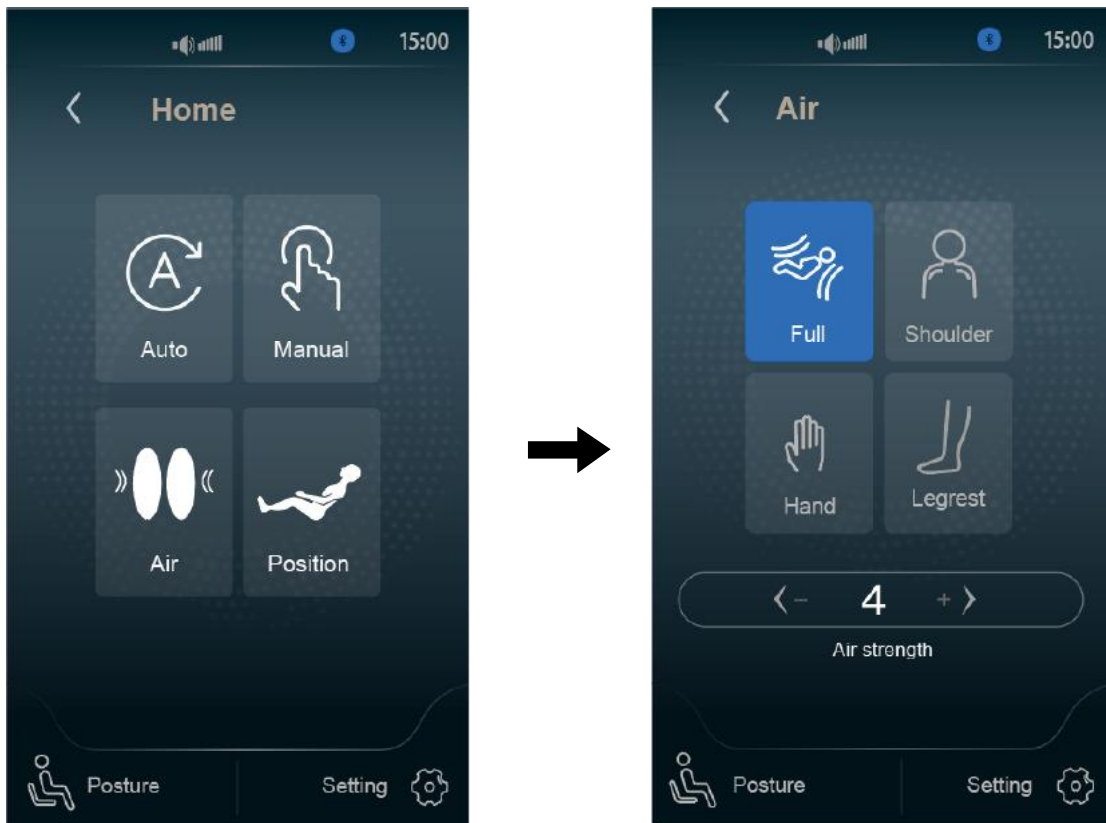 15:00
Home
A
Auto Manual
Air Position
Posture Setting
15:00
Air
Full Shoulder
Hand Legrest
- 4 +
Air strength
Posture Setting